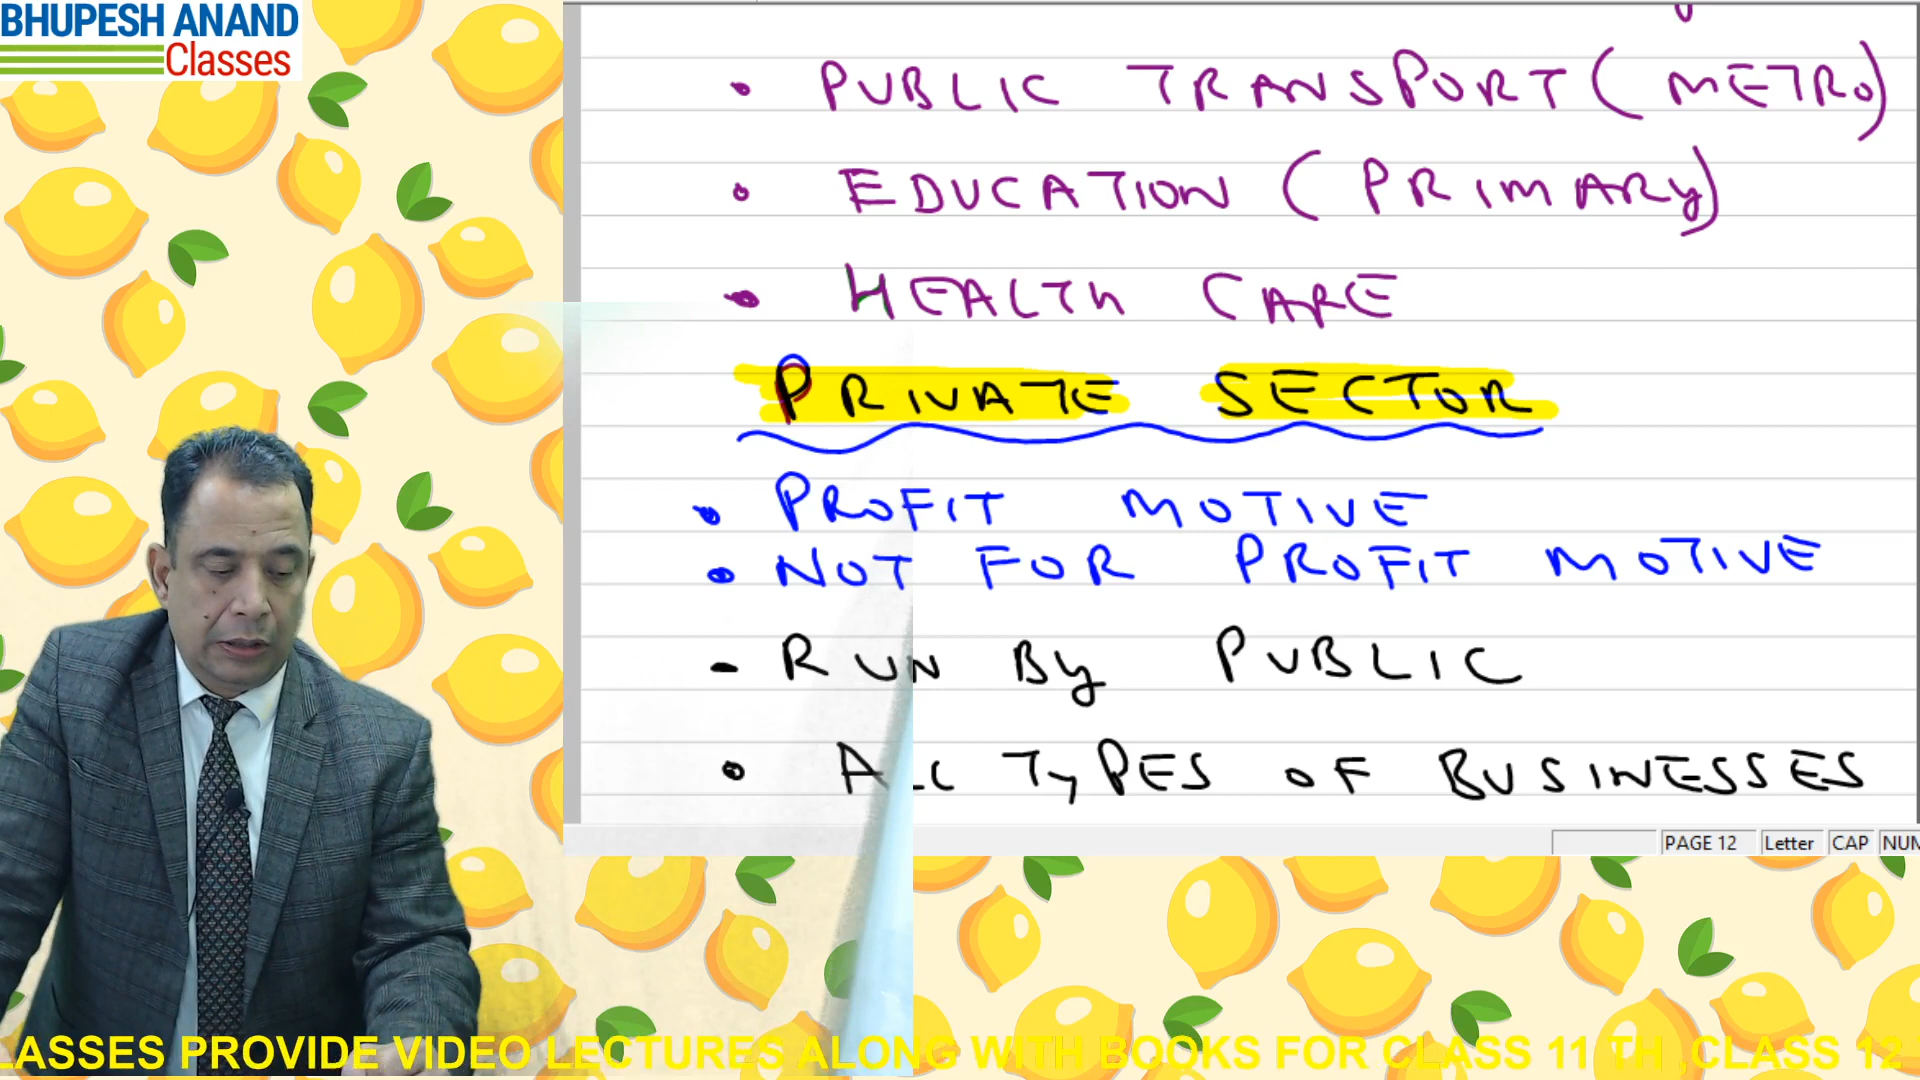 BHUPESH ANAND
Classes
• PUBLIC TRANSPORT (METRO)
• EDUCATION (PRIMARY)
• HEALTH CARE
PRIVATE SECTOR
• PROFIT MOTIVE
• NOT FOR PROFIT MOTIVE
- RUN By PUBLIC
• ALL TyPES OF BUSINESSES
PAGE 12 Letter CAP NUM
LASSES PROVIDE VIDEO LECTURES ALONG WITH BOOKS FOR CLASS 11 TH ,CLASS 12